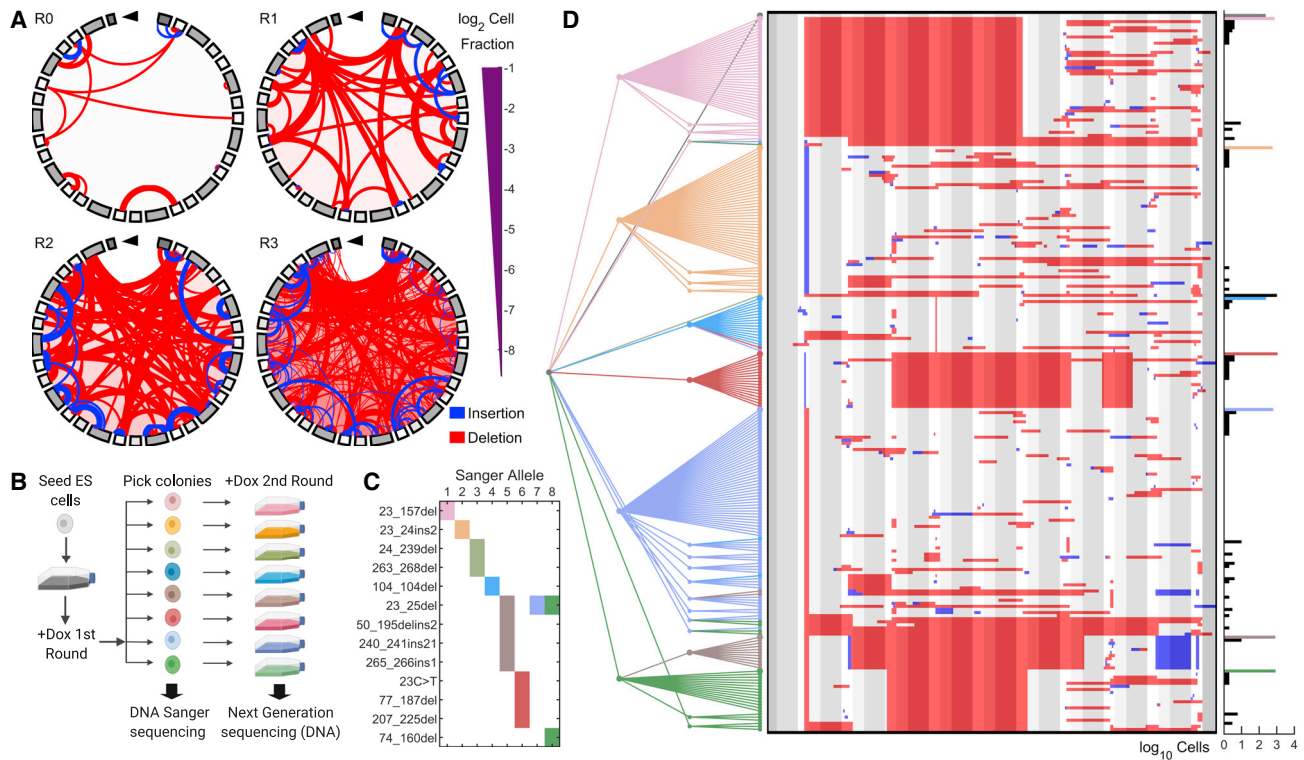 A
R0
R1
log2 Cell
Fraction
-1
-2
-3
-4
-5
-6
-7
-8
R2
R3
Insertion
Deletion
B
Seed ES
cells
Pick colonies
+Dox 2nd Round
+Dox 1st
Round
DNA Sanger
sequencing
Next Generation
sequencing (DNA)
C
Sanger Allele
1 2 3 4 5 6 7 8
23_157del
23_24ins2
24_239del
263_268del
104_104del
23_25del
50_195delins2
240_241ins21
265_266ins1
23C>T
77_187del
207_225del
74_160del
D
0 1 2 3 4
log10 Cells